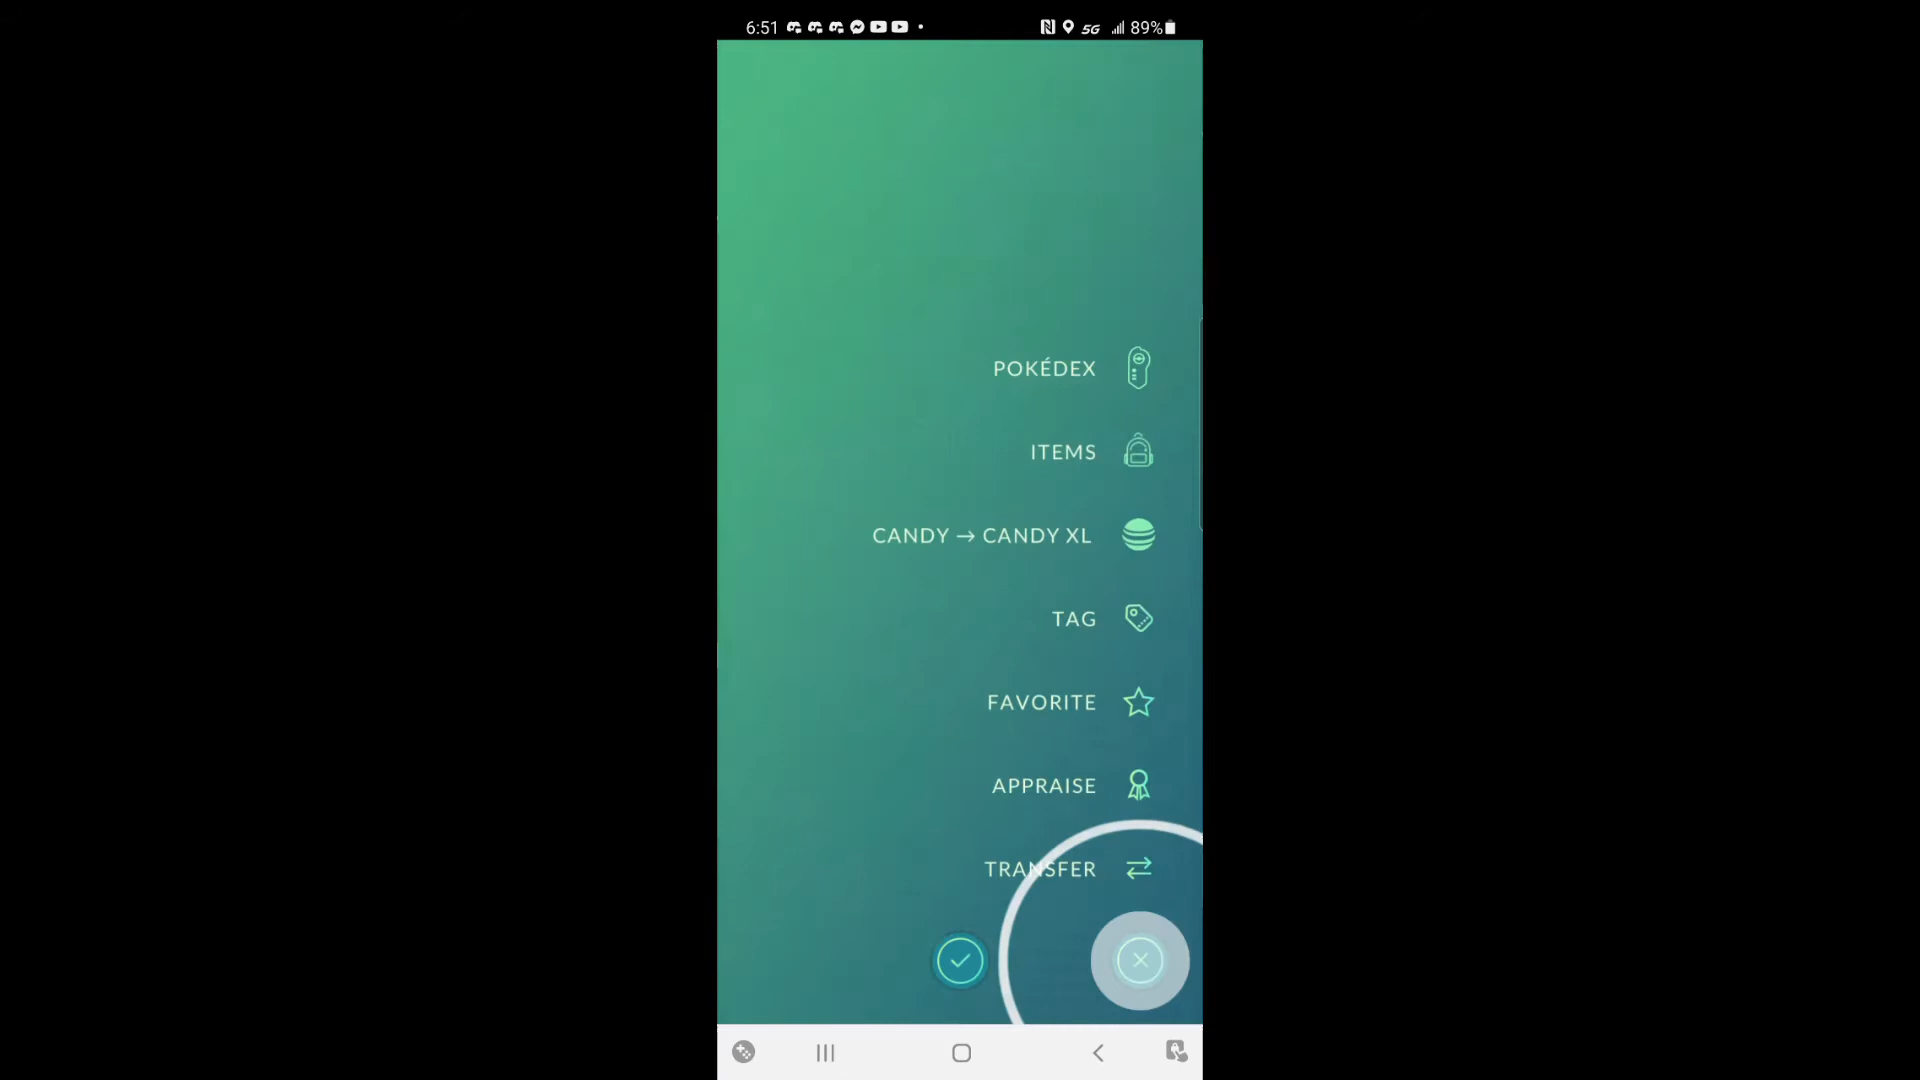 6:51 5G 89%
POKÉDEX
ITEMS
CANDY → CANDY XL
TAG
FAVORITE
APPRAISE
TRANSFER